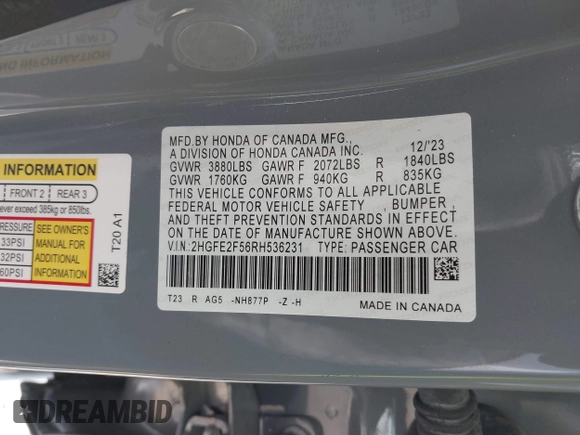 MFD.BY HONDA OF CANADA MFG.,
A DIVISION OF HONDA CANADA INC. 12/'23
GVWR 3880LBS GAWR F 2072LBS R 1840LBS
GVWR 1760KG GAWR F 940KG R 835KG
THIS VEHICLE CONFORMS TO ALL APPLICABLE
FEDERAL MOTOR VEHICLE SAFETY , BUMPER ,
AND THEFT PREVENTION STANDARDS IN EFFECT
ON THE DATE OF MANUFACTURE SHOWN ABOVE.
V.I.N: 2HGFE2F56RH536231 TYPE: PASSENGER CAR
T23 R AG5 -NH877P -Z -H
MADE IN CANADA
INFORMATION
FRONT 2 REAR 3
exceed 385kg or 850lbs.
33PSI
32PSI
60PSI
SEE OWNER'S
MANUAL FOR
ADDITIONAL
INFORMATION
T20 A1
DREAMBID